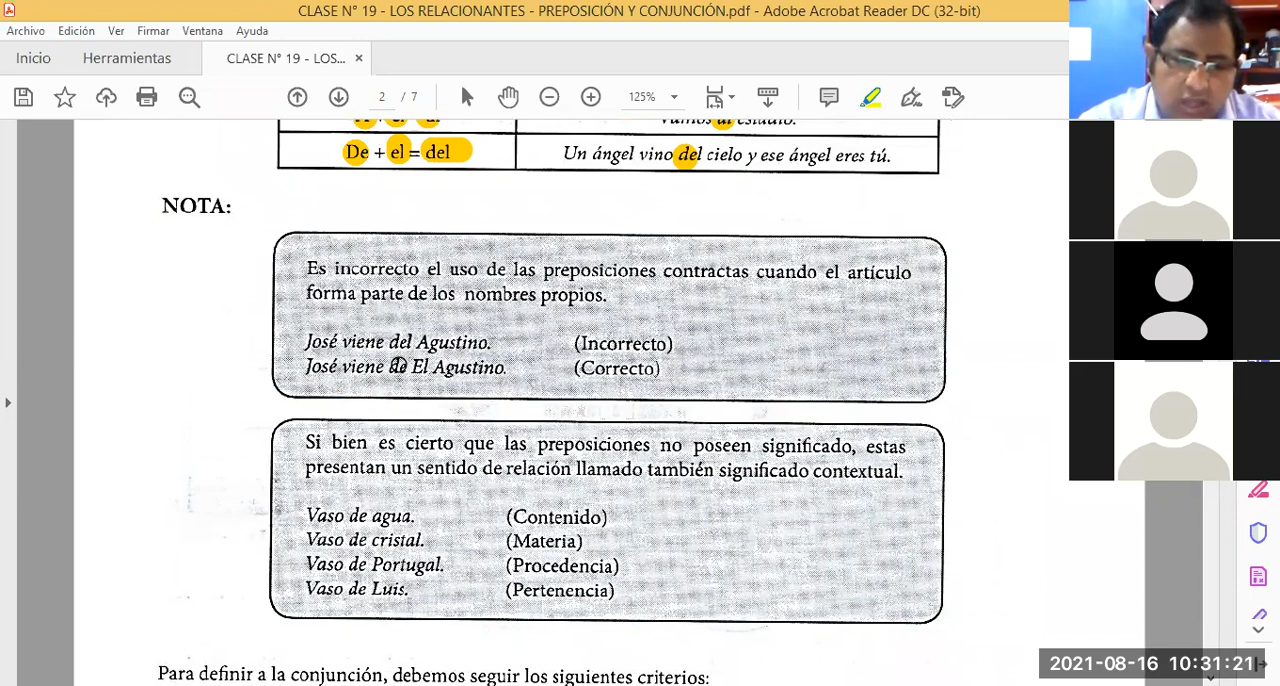 CLASE N° 19 - LOS RELACIONANTES - PREPOSICIÓN Y CONJUNCIÓN.pdf - Adobe Acrobat Reader DC (32-bit)
Archivo Edición Ver Firmar Ventana Ayuda
Inicio Herramientas CLASE N° 19 - LOS... ×
2 / 7 125%
Vamos al estadio.
De + el = del Un ángel vino del cielo y ese ángel eres tú.
NOTA:
Es incorrecto el uso de las preposiciones contractas cuando el artículo
forma parte de los nombres propios.
José viene del Agustino. (Incorrecto)
José viene de El Agustino. (Correcto)
Si bien es cierto que las preposiciones no poseen significado, estas
presentan un sentido de relación llamado también significado contextual.
Vaso de agua. (Contenido)
Vaso de cristal. (Materia)
Vaso de Portugal. (Procedencia)
Vaso de Luis. (Pertenencia)
Para definir a la conjunción, debemos seguir los siguientes criterios:
2021-08-16 10:31:21